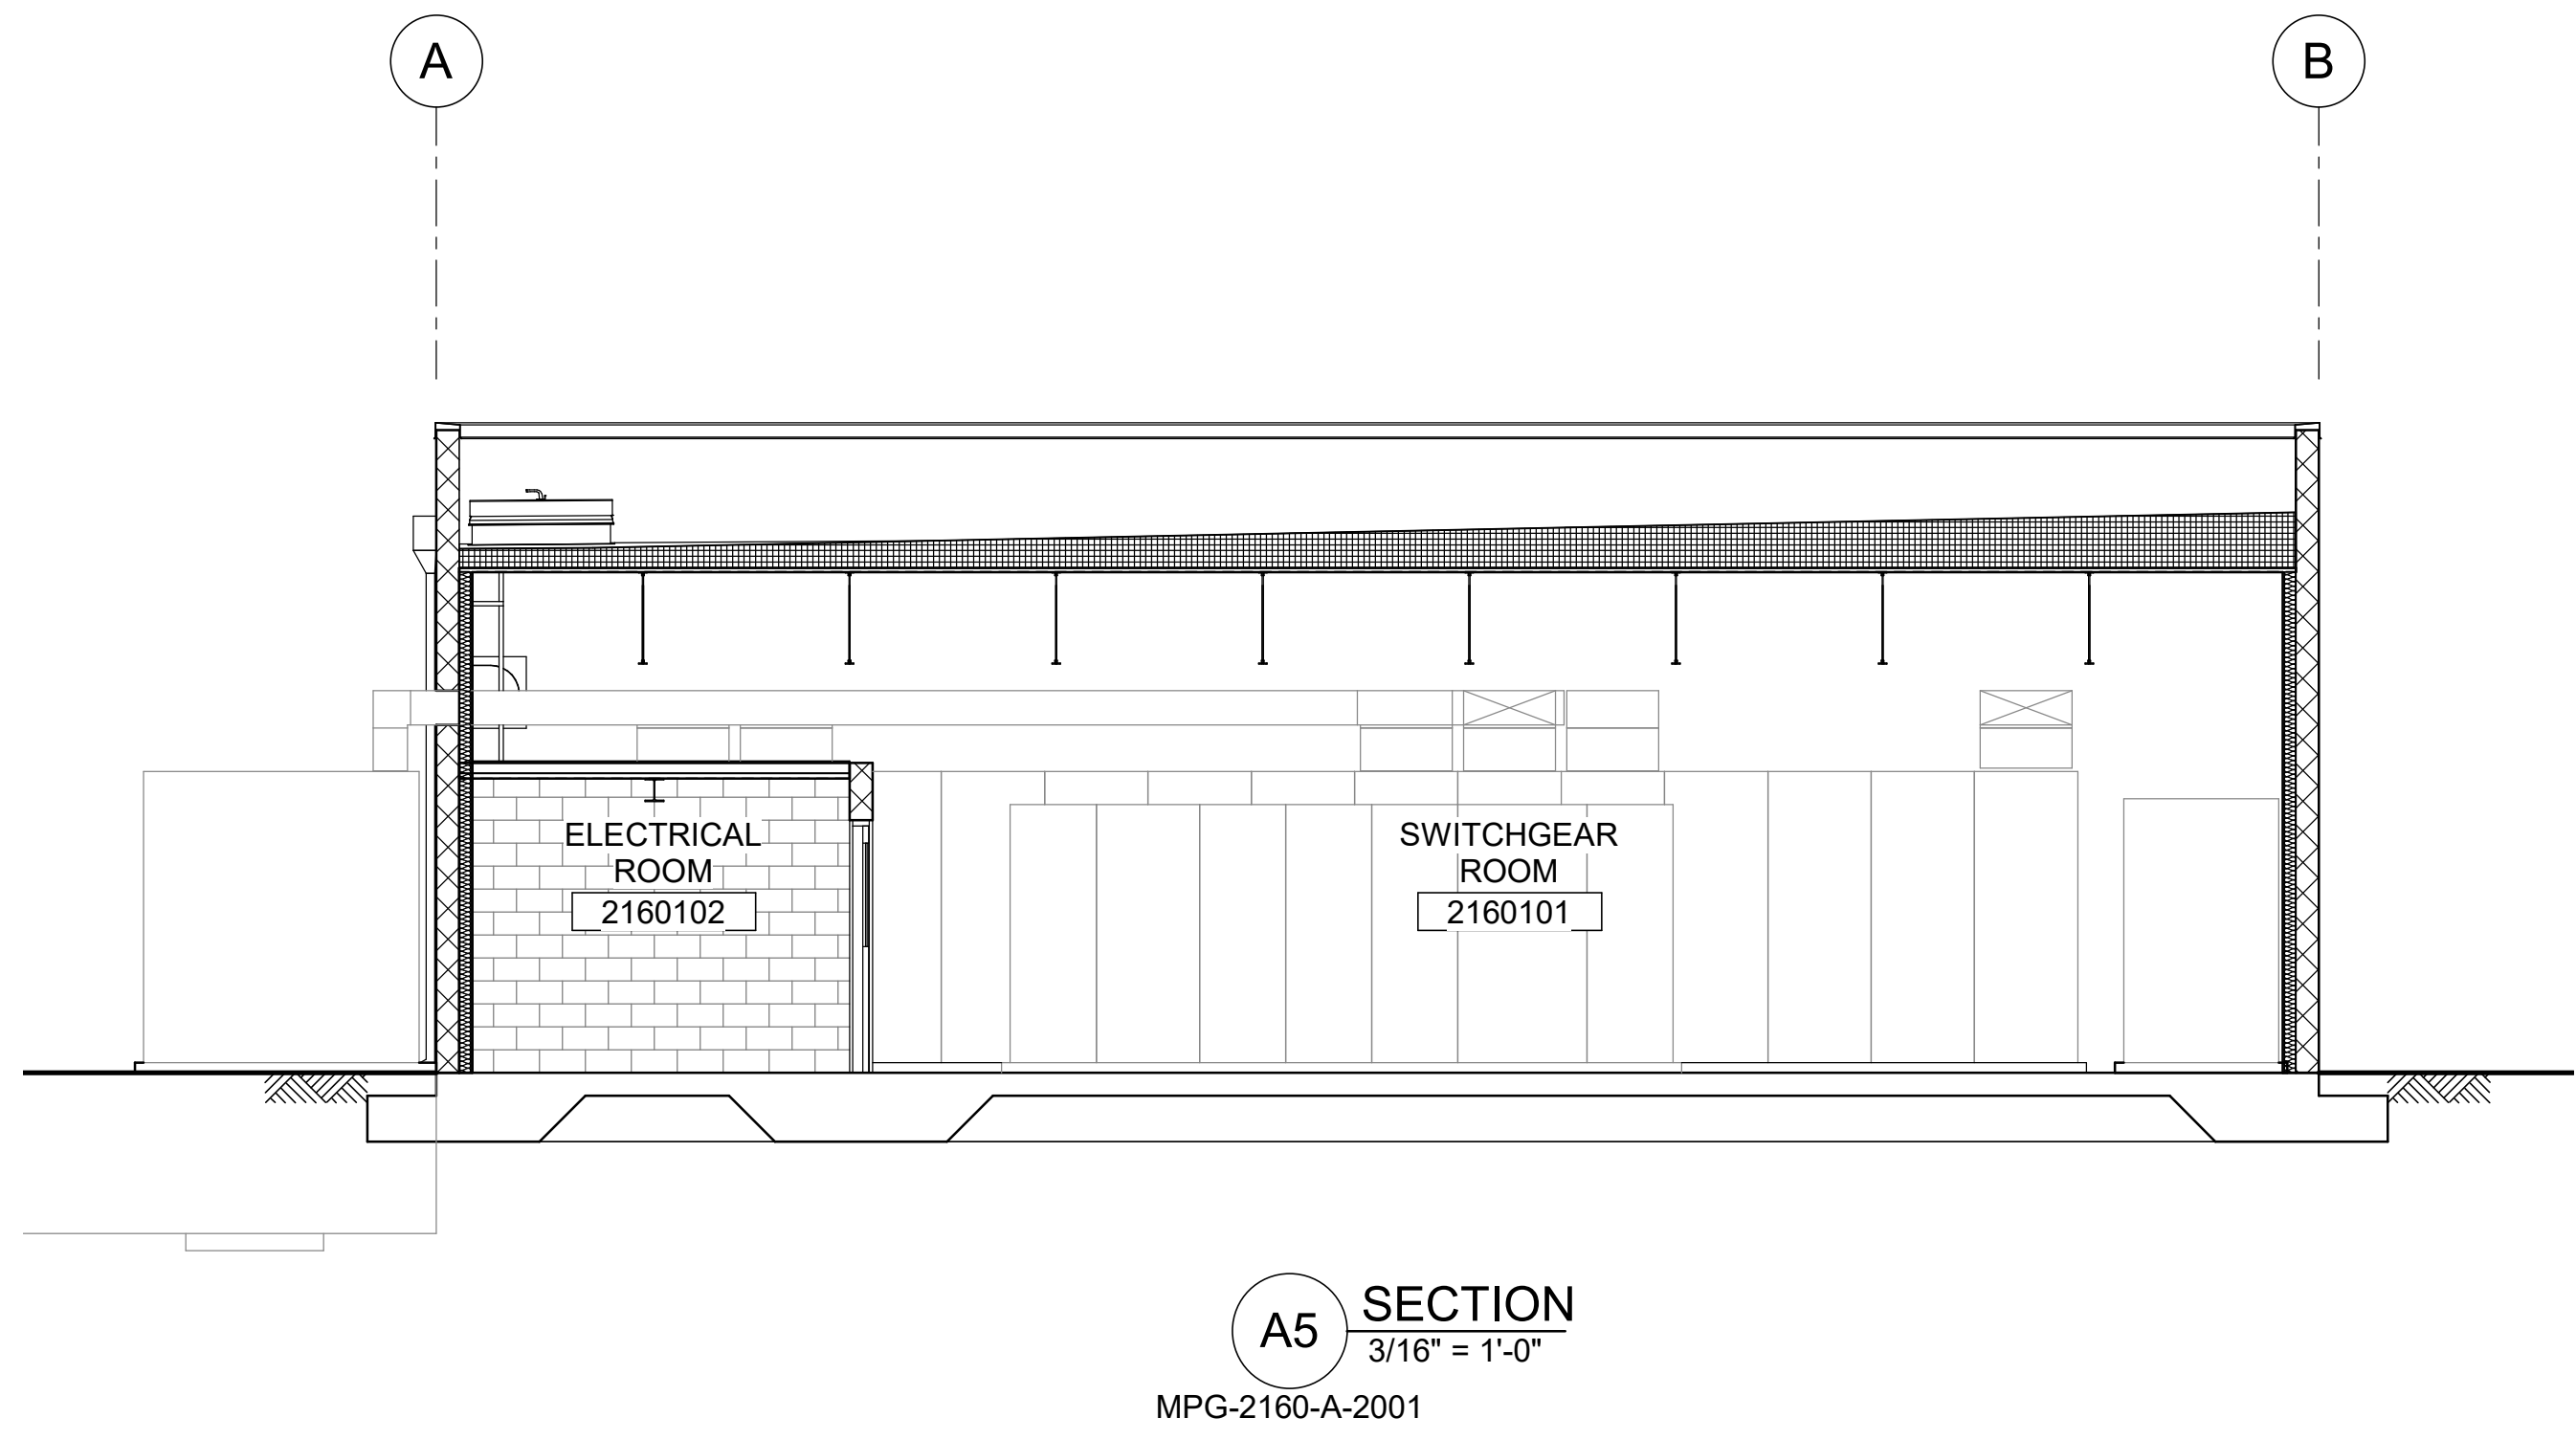 A
B
ELECTRICAL
ROOM
2160102
SWITCHGEAR
ROOM
2160101
A5
SECTION
3/16" = 1'-0"
MPG-2160-A-2001